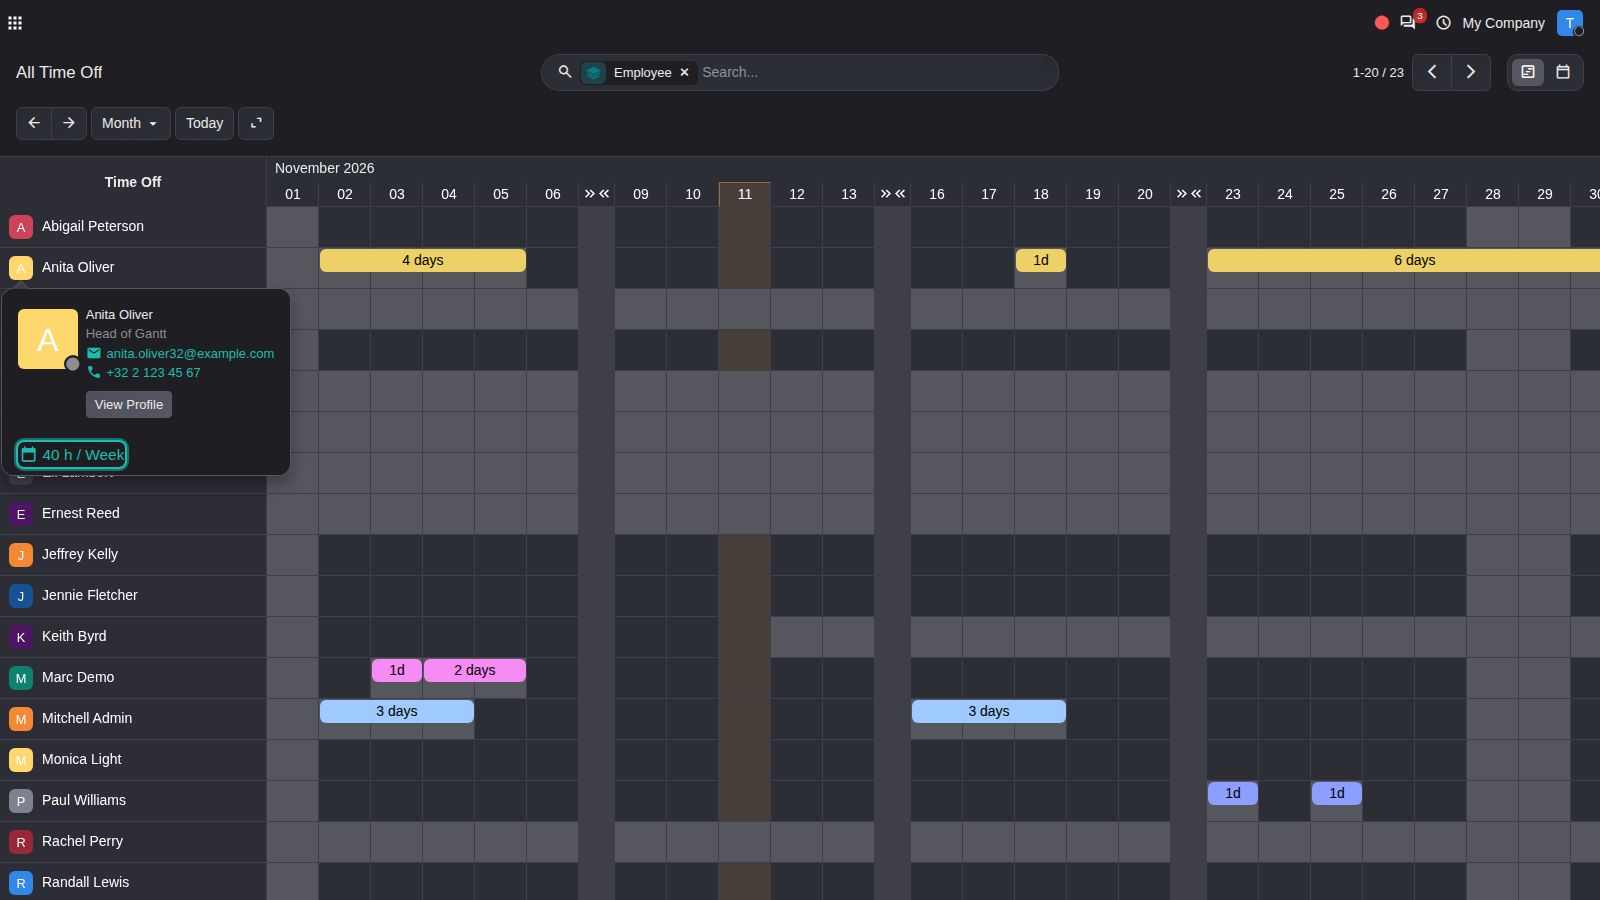 3
My Company
T
All Time Off
Employee
Search...
1-20 / 23
Month
Today
Time Off
November 2026
01 02 03 04 05 06 09 10 11 12 13 16 17 18 19 20 23 24 25 26 27 28 29 30
A Abigail Peterson
A Anita Oliver
4 days
1d
6 days
A
Anita Oliver
Head of Gantt
anita.oliver32@example.com
+32 2 123 45 67
View Profile
40 h / Week
E Ernest Reed
J Jeffrey Kelly
J Jennie Fletcher
K Keith Byrd
M Marc Demo
1d
2 days
M Mitchell Admin
3 days
3 days
M Monica Light
P Paul Williams
1d
1d
R Rachel Perry
R Randall Lewis